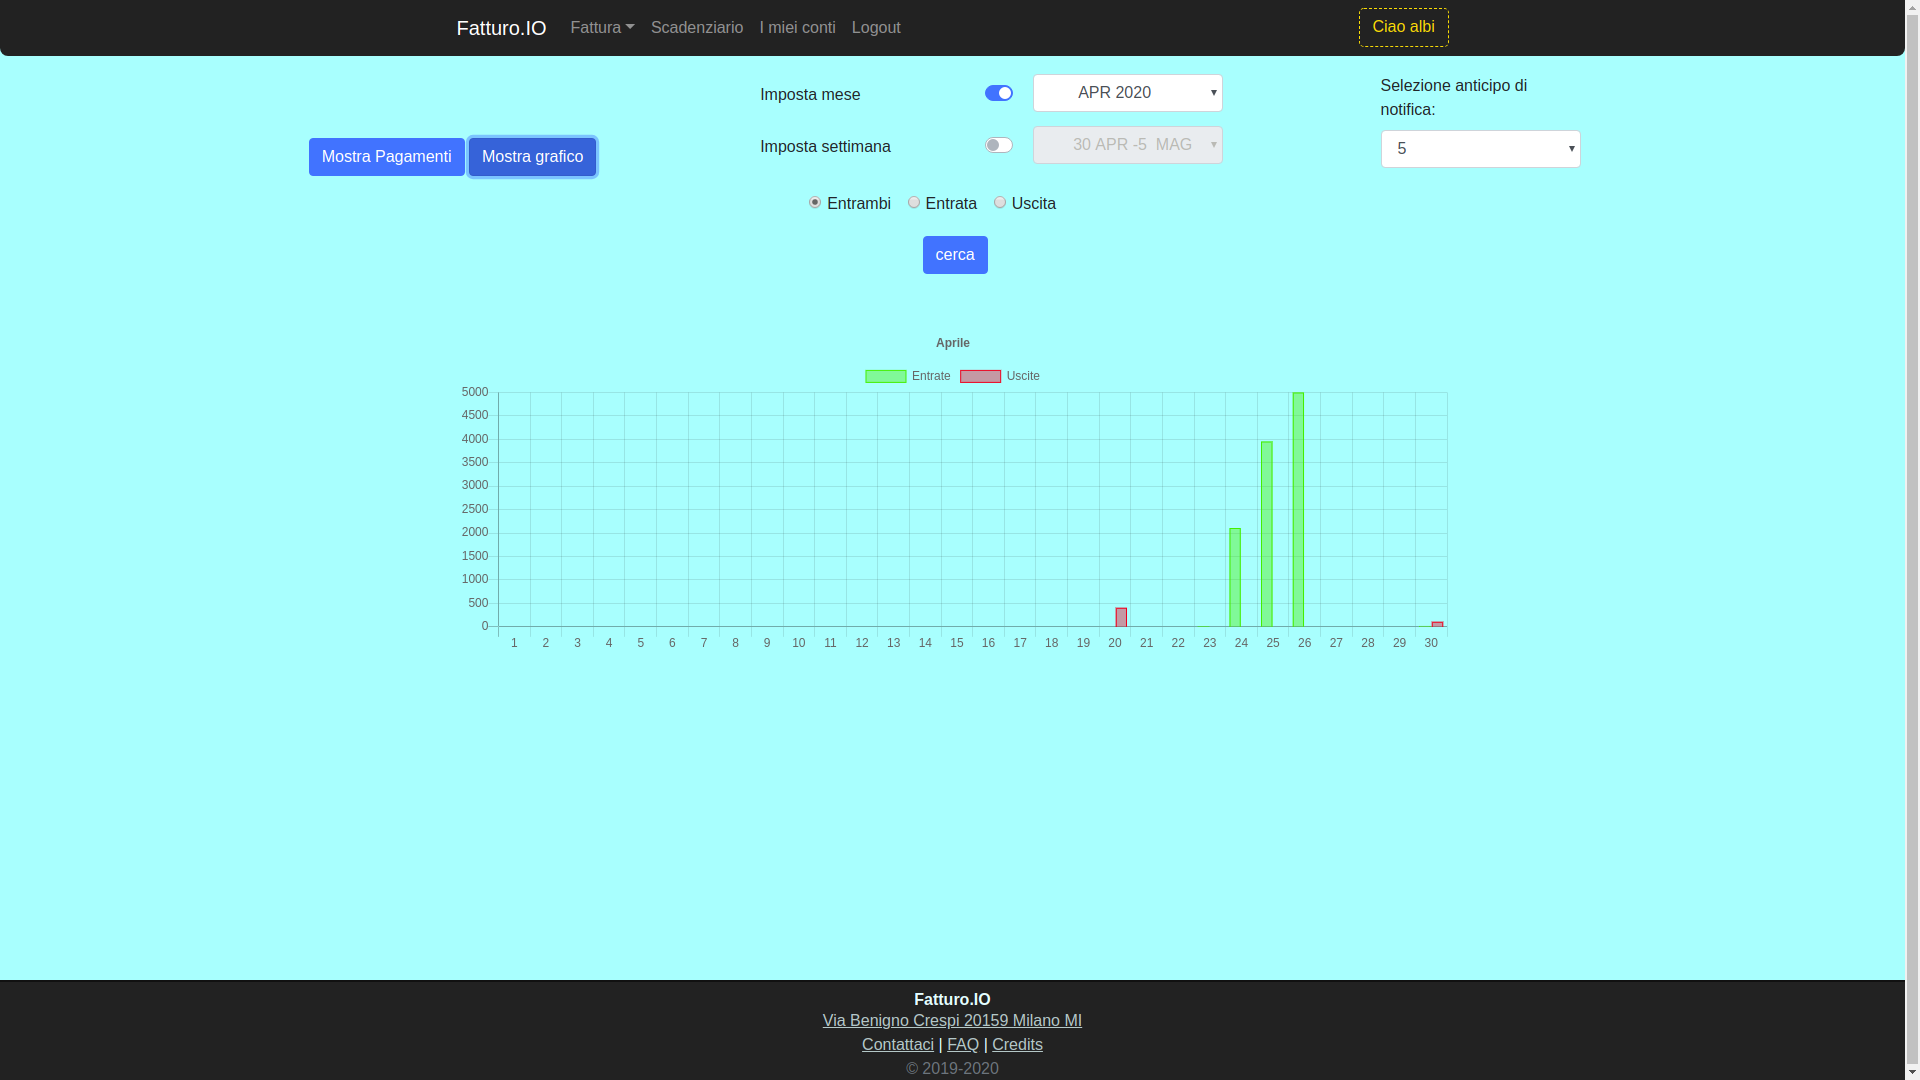 Fatturo.IO Fattura Scadenziario I miei conti Logout Ciao albi
Imposta mese APR 2020
Imposta settimana 30 APR -5 MAG
Selezione anticipo di
notifica:
5
Mostra Pagamenti Mostra grafico
Entrambi Entrata Uscita
cerca
Aprile
Entrate Uscite
5000
4500
4000
3500
3000
2500
2000
1500
1000
500
0
1 2 3 4 5 6 7 8 9 10 11 12 13 14 15 16 17 18 19 20 21 22 23 24 25 26 27 28 29 30
Fatturo.IO
Via Benigno Crespi 20159 Milano MI
Contattaci | FAQ | Credits
© 2019-2020